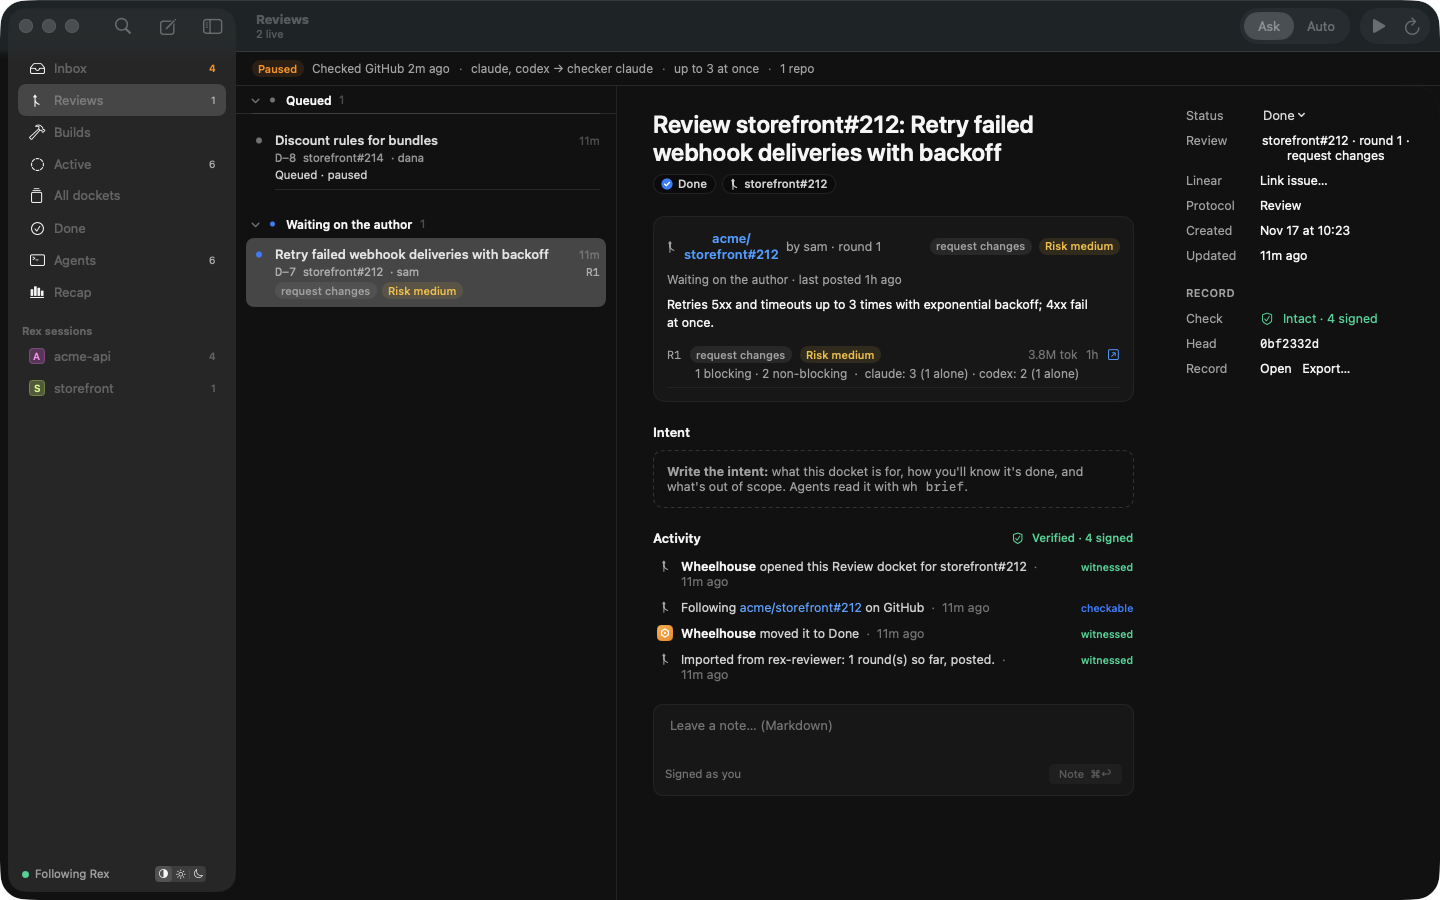 Reviews
2 live
Ask
Auto
Inbox 4
Reviews 1
Builds
Active 6
All dockets
Done
Agents 6
Recap
Rex sessions
A acme-api 4
S storefront 1
Following Rex
Paused Checked GitHub 2m ago · claude, codex → checker claude · up to 3 at once · 1 repo
Queued 1
Discount rules for bundles 11m
D–8 storefront#214 · dana
Queued · paused
Waiting on the author 1
Retry failed webhook deliveries with backoff 11m
D–7 storefront#212 · sam R1
request changes Risk medium
Review storefront#212: Retry failed
webhook deliveries with backoff
Done storefront#212
acme/
storefront#212 by sam · round 1 request changes Risk medium
Waiting on the author · last posted 1h ago
Retries 5xx and timeouts up to 3 times with exponential backoff; 4xx fail
at once.
R1 request changes Risk medium 3.8M tok 1h
1 blocking · 2 non-blocking · claude: 3 (1 alone) · codex: 2 (1 alone)
Intent
Write the intent: what this docket is for, how you'll know it's done, and
what's out of scope. Agents read it with wh brief.
Activity Verified · 4 signed
Wheelhouse opened this Review docket for storefront#212 · witnessed
11m ago
Following acme/storefront#212 on GitHub · 11m ago checkable
Wheelhouse moved it to Done · 11m ago witnessed
Imported from rex-reviewer: 1 round(s) so far, posted. · witnessed
11m ago
Leave a note... (Markdown)
Signed as you Note ⌘↩
Status Done
Review storefront#212 · round 1 ·
request changes
Linear Link issue...
Protocol Review
Created Nov 17 at 10:23
Updated 11m ago
RECORD
Check Intact · 4 signed
Head 0bf2332d
Record Open Export...